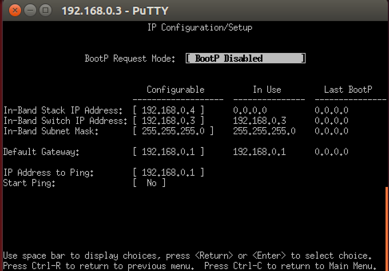 192.168.0.3 - PuTTY
IP Configuration/Setup
BootP Request Mode: [ BootP Disabled ]
Configurable In Use Last BootP
In-Band Stack IP Address: [ 192.168.0.4 ] 0.0.0.0 0.0.0.0
In-Band Switch IP Address: [ 192.168.0.3 ] 192.168.0.3 0.0.0.0
In-Band Subnet Mask: [ 255.255.255.0 ] 255.255.255.0 0.0.0.0
Default Gateway: [ 192.168.0.1 ] 192.168.0.1 0.0.0.0
IP Address to Ping: [ 192.168.0.1 ]
Start Ping: [ No ]
Use space bar to display choices, press <Return> or <Enter> to select choice.
Press Ctrl-R to return to previous menu. Press Ctrl-C to return to Main Menu.